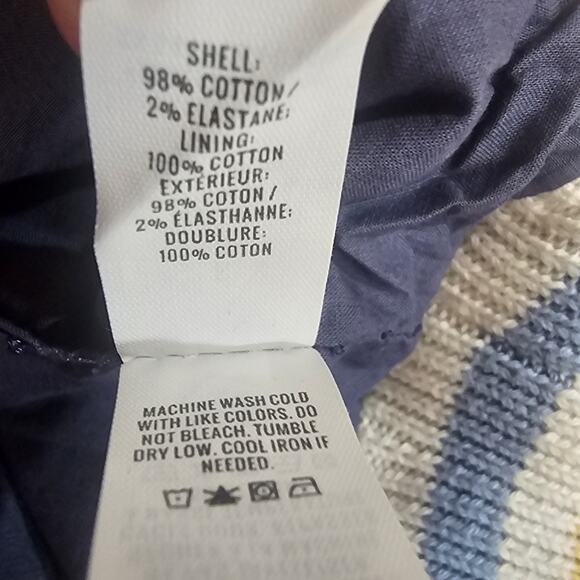 SHELL:
98% COTTON/
2% ELASTANE;
LINING:
100% COTTON
EXTÉRIEUR:
98% COTON/
2% ÉLASTHANNE;
DOUBLURE:
100% COTON
MACHINE WASH COLD
WITH LIKE COLORS. DO
NOT BLEACH. TUMBLE
DRY LOW. COOL IRON IF
NEEDED.